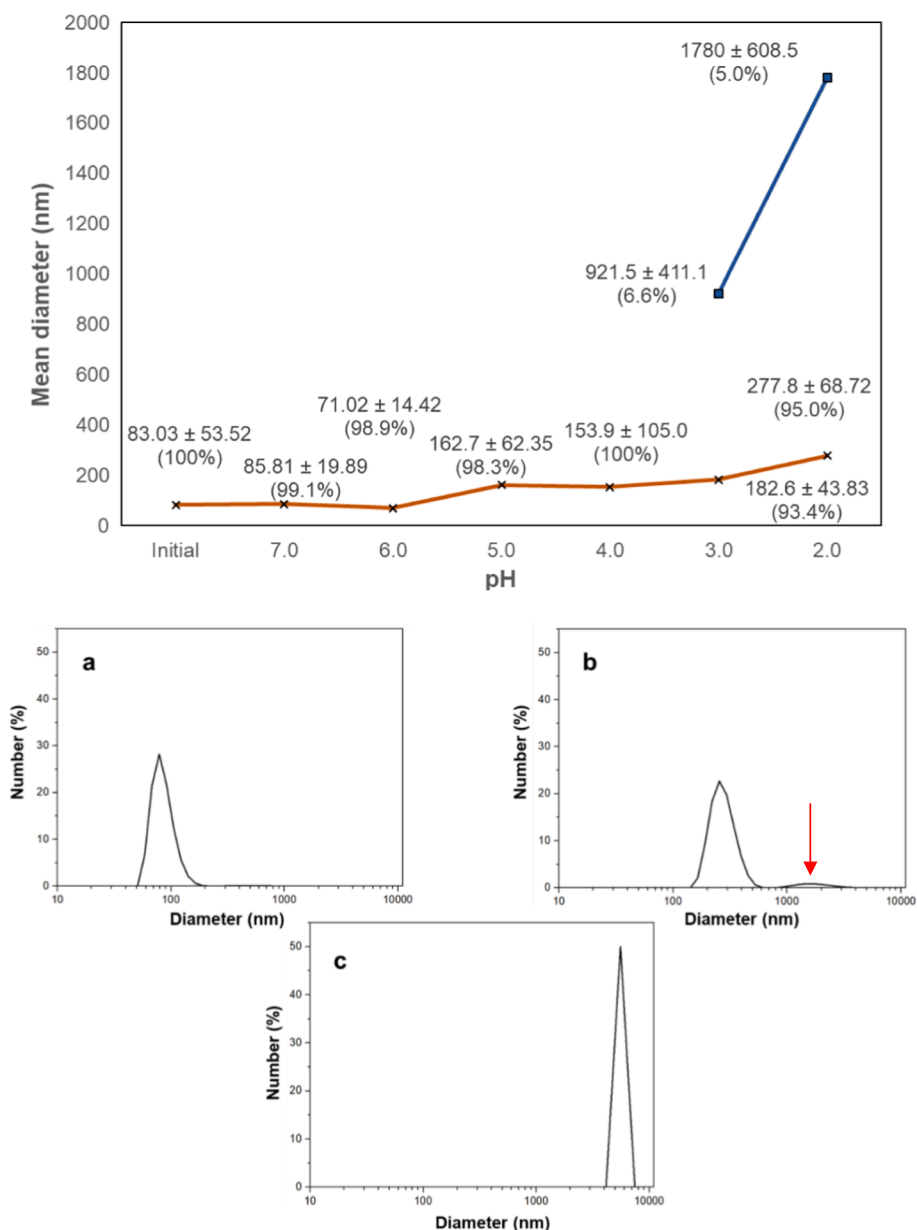 2000
1800
1600
1400
1200
1000
800
600
400
200
0
Mean diameter (nm)
1780 ± 608.5
(5.0%)
921.5 ± 411.1
(6.6%)
277.8 ± 68.72
(95.0%)
71.02 ± 14.42
(98.9%)
83.03 ± 53.52
(100%)
85.81 ± 19.89
(99.1%)
162.7 ± 62.35
(98.3%)
153.9 ± 105.0
(100%)
182.6 ± 43.83
(93.4%)
Initial 7.0 6.0 5.0 4.0 3.0 2.0
pH
a
50
40
30
20
10
0
Number (%)
10 100 1000 10000
Diameter (nm)
b
50
40
30
20
10
0
Number (%)
10 100 1000 10000
Diameter (nm)
c
50
40
30
20
10
0
Number (%)
10 100 1000 10000
Diameter (nm)